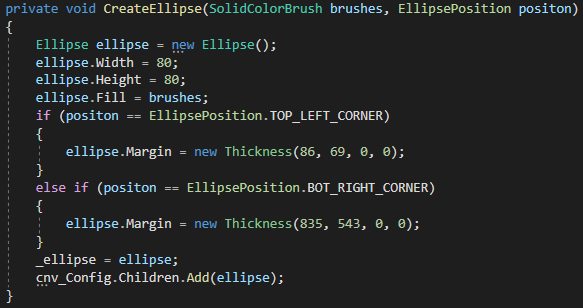 private void CreateEllipse(SolidColorBrush brushes, EllipsePosition positon)
{
    Ellipse ellipse = new Ellipse();
    ellipse.Width = 80;
    ellipse.Height = 80;
    ellipse.Fill = brushes;
    if (positon == EllipsePosition.TOP_LEFT_CORNER)
    {
        ellipse.Margin = new Thickness(86, 69, 0, 0);
    }
    else if (positon == EllipsePosition.BOT_RIGHT_CORNER)
    {
        ellipse.Margin = new Thickness(835, 543, 0, 0);
    }
    _ellipse = ellipse;
    cnv_Config.Children.Add(ellipse);
}